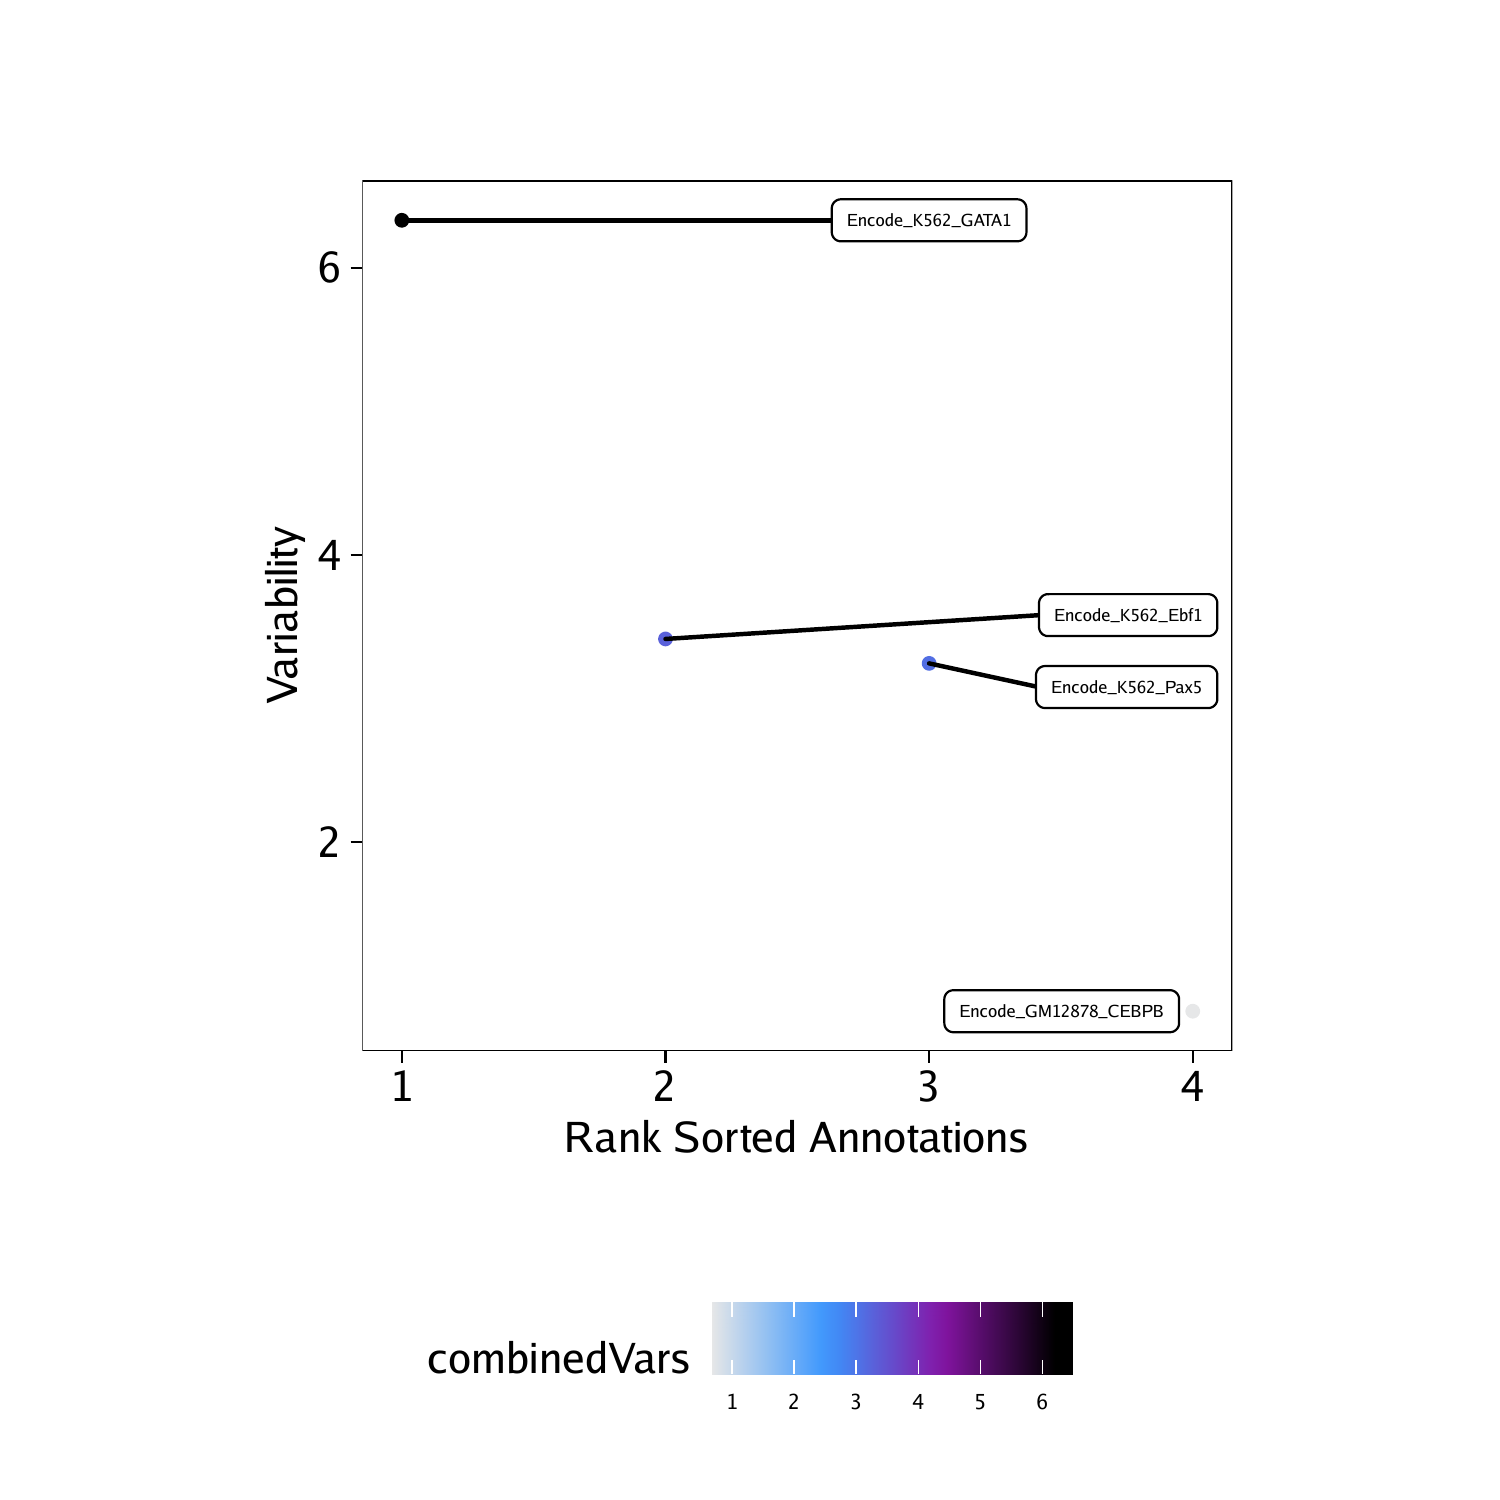 Encode_K562_GATA1
6
Variability
4
Encode_K562_Ebf1
Encode_K562_Pax5
2
Encode_GM12878_CEBPB
1 2 3 4
Rank Sorted Annotations
combinedVars
1 2 3 4 5 6